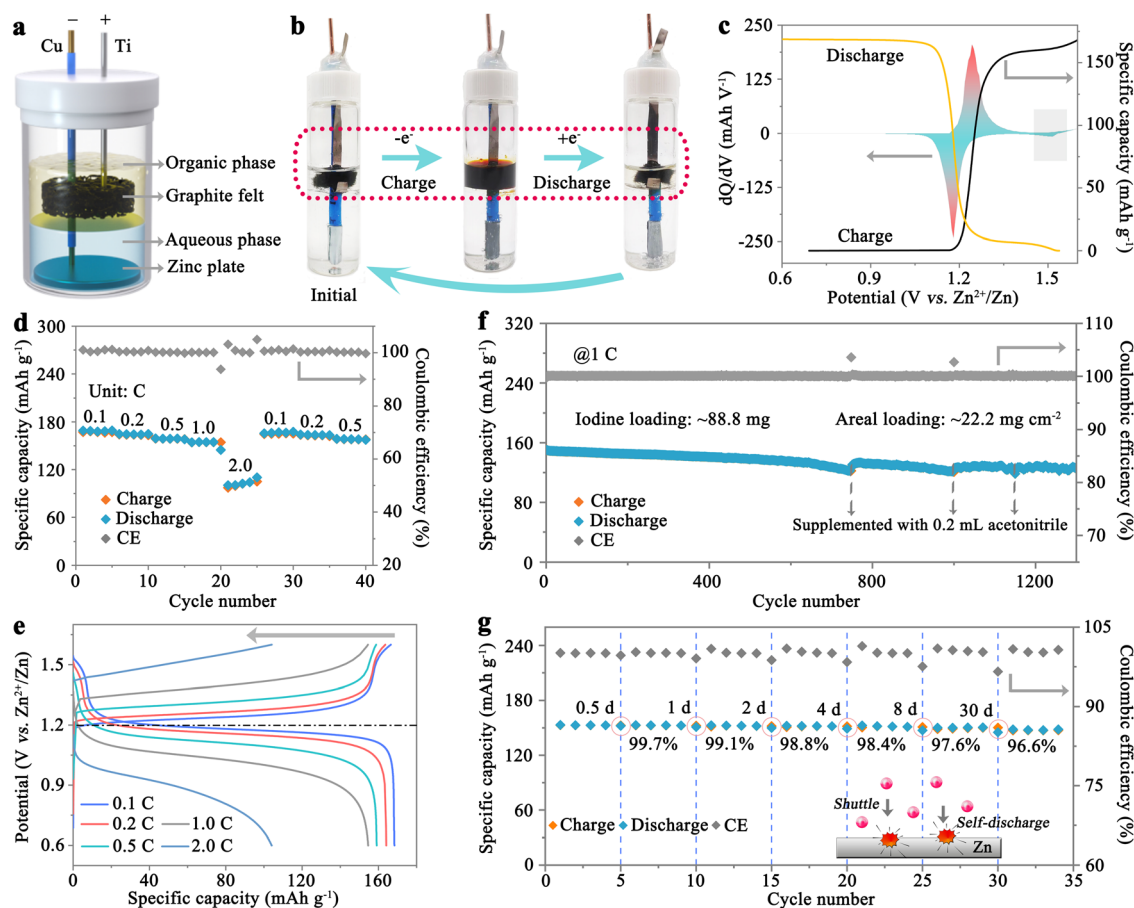 a
−
+
Cu
Ti
Organic phase
Graphite felt
Aqueous phase
Zinc plate
b
-e⁻
Charge
+e⁻
Discharge
Initial
c
250
125
0
-125
-250
dQ/dV (mAh V⁻¹)
Discharge
Charge
150
100
50
0
Specific capacity (mAh g⁻¹)
0.6
0.9
1.2
1.5
Potential (V vs. Zn²⁺/Zn)
d
300
240
180
120
60
0
Specific capacity (mAh g⁻¹)
Unit: C
0.1
0.2
0.5
1.0
2.0
0.1
0.2
0.5
Charge
Discharge
CE
100
80
60
40
20
Coulombic efficiency (%)
0
10
20
30
40
Cycle number
f
320
240
160
80
0
Specific capacity (mAh g⁻¹)
@1 C
Iodine loading: ~88.8 mg
Areal loading: ~22.2 mg cm⁻²
Charge
Discharge
CE
Supplemented with 0.2 mL acetonitrile
110
100
90
80
70
Coulombic efficiency (%)
0
400
800
1200
Cycle number
e
1.5
1.2
0.9
0.6
Potential (V vs. Zn²⁺/Zn)
0.1 C
0.2 C
0.5 C
1.0 C
2.0 C
0
40
80
120
160
Specific capacity (mAh g⁻¹)
g
240
180
120
60
0
Specific capacity (mAh g⁻¹)
0.5 d
1 d
2 d
4 d
8 d
30 d
99.7%
99.1%
98.8%
98.4%
97.6%
96.6%
Charge
Discharge
CE
Shuttle
Self-discharge
Zn
105
90
75
60
Coulombic efficiency (%)
0
5
10
15
20
25
30
35
Cycle number